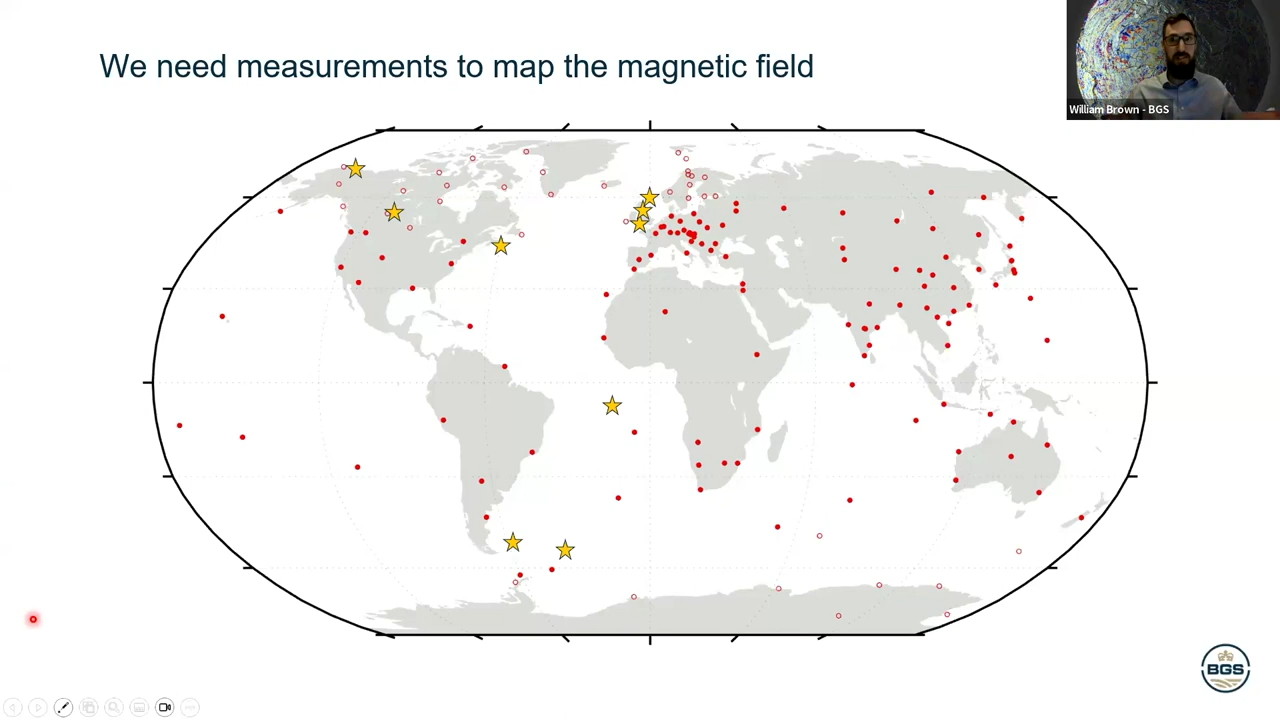 We need measurements to map the magnetic field
William Brown - BGS
BGS